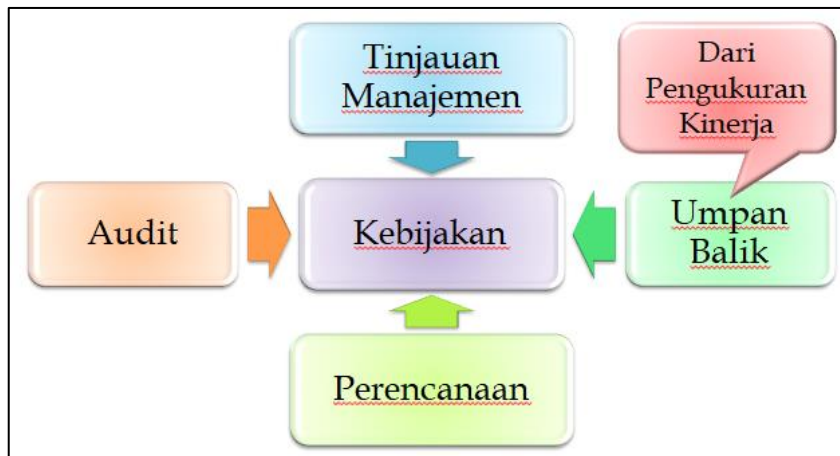 Tinjauan
Manajemen
Dari
Pengukuran
Kinerja
Audit
Kebijakan
Umpan
Balik
Perencanaan